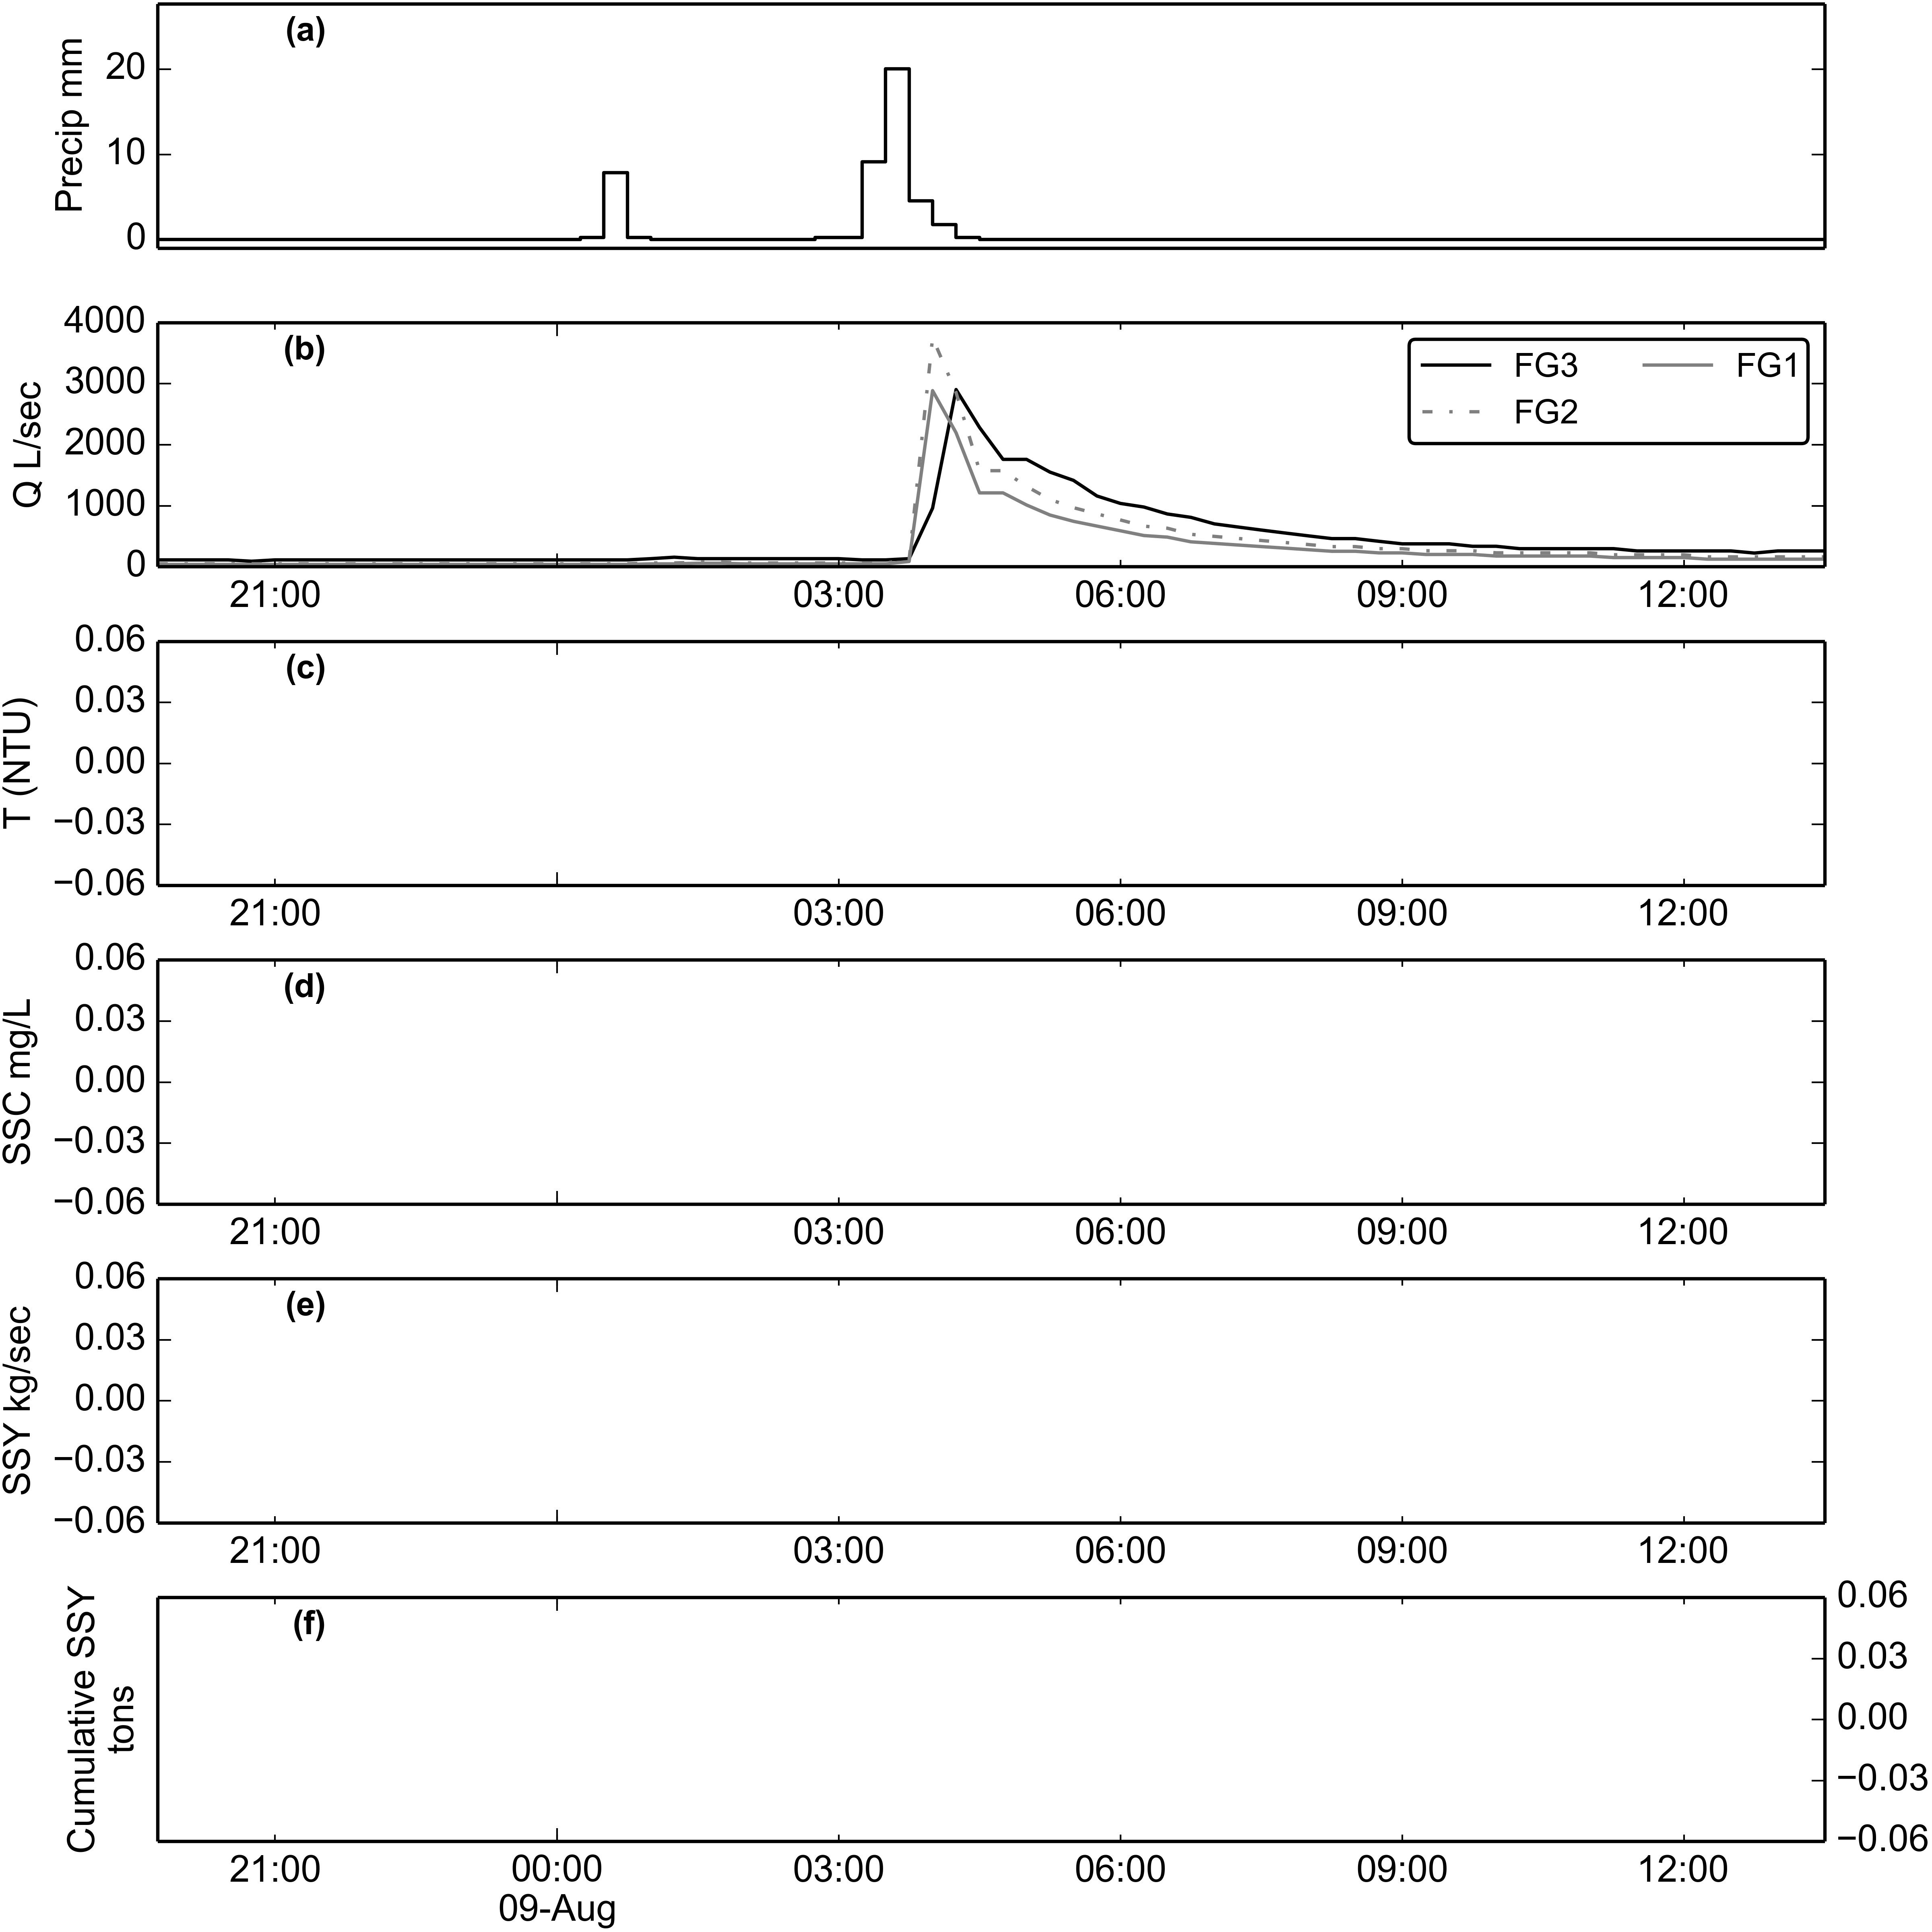 (a)
Precip mm
20
10
0
(b)
Q L/sec
4000
3000
2000
1000
0
FG3 FG1
FG2
21:00 03:00 06:00 09:00 12:00
(c)
T (NTU)
0.06
0.03
0.00
−0.03
−0.06
21:00 03:00 06:00 09:00 12:00
(d)
SSC mg/L
0.06
0.03
0.00
−0.03
−0.06
21:00 03:00 06:00 09:00 12:00
(e)
SSY kg/sec
0.06
0.03
0.00
−0.03
−0.06
21:00 03:00 06:00 09:00 12:00
(f)
Cumulative SSY
tons
0.06
0.03
0.00
−0.03
−0.06
21:00 00:00 03:00 06:00 09:00 12:00
09-Aug